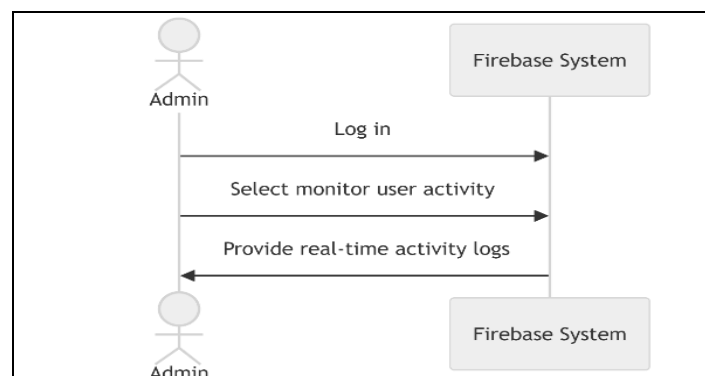 Firebase System
Admin
Log in
Select monitor user activity
Provide real-time activity logs
Firebase System
Admin